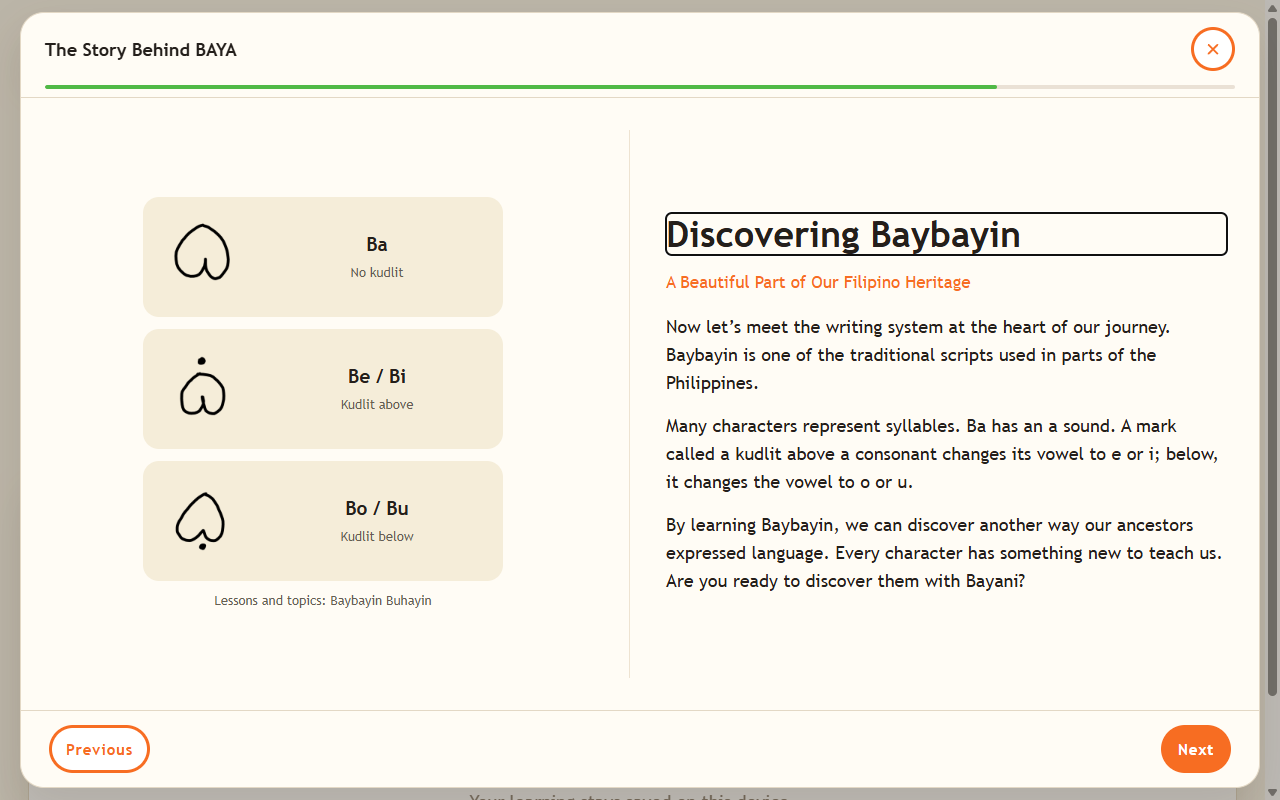 The Story Behind BAYA
ᜊ
Ba
No kudlit
ᜊᜒ
Be / Bi
Kudlit above
ᜊᜓ
Bo / Bu
Kudlit below
Lessons and topics: Baybayin Buhayin
Discovering Baybayin
A Beautiful Part of Our Filipino Heritage
Now let’s meet the writing system at the heart of our journey.
Baybayin is one of the traditional scripts used in parts of the
Philippines.
Many characters represent syllables. Ba has an a sound. A mark
called a kudlit above a consonant changes its vowel to e or i; below,
it changes the vowel to o or u.
By learning Baybayin, we can discover another way our ancestors
expressed language. Every character has something new to teach us.
Are you ready to discover them with Bayani?
Previous
Next